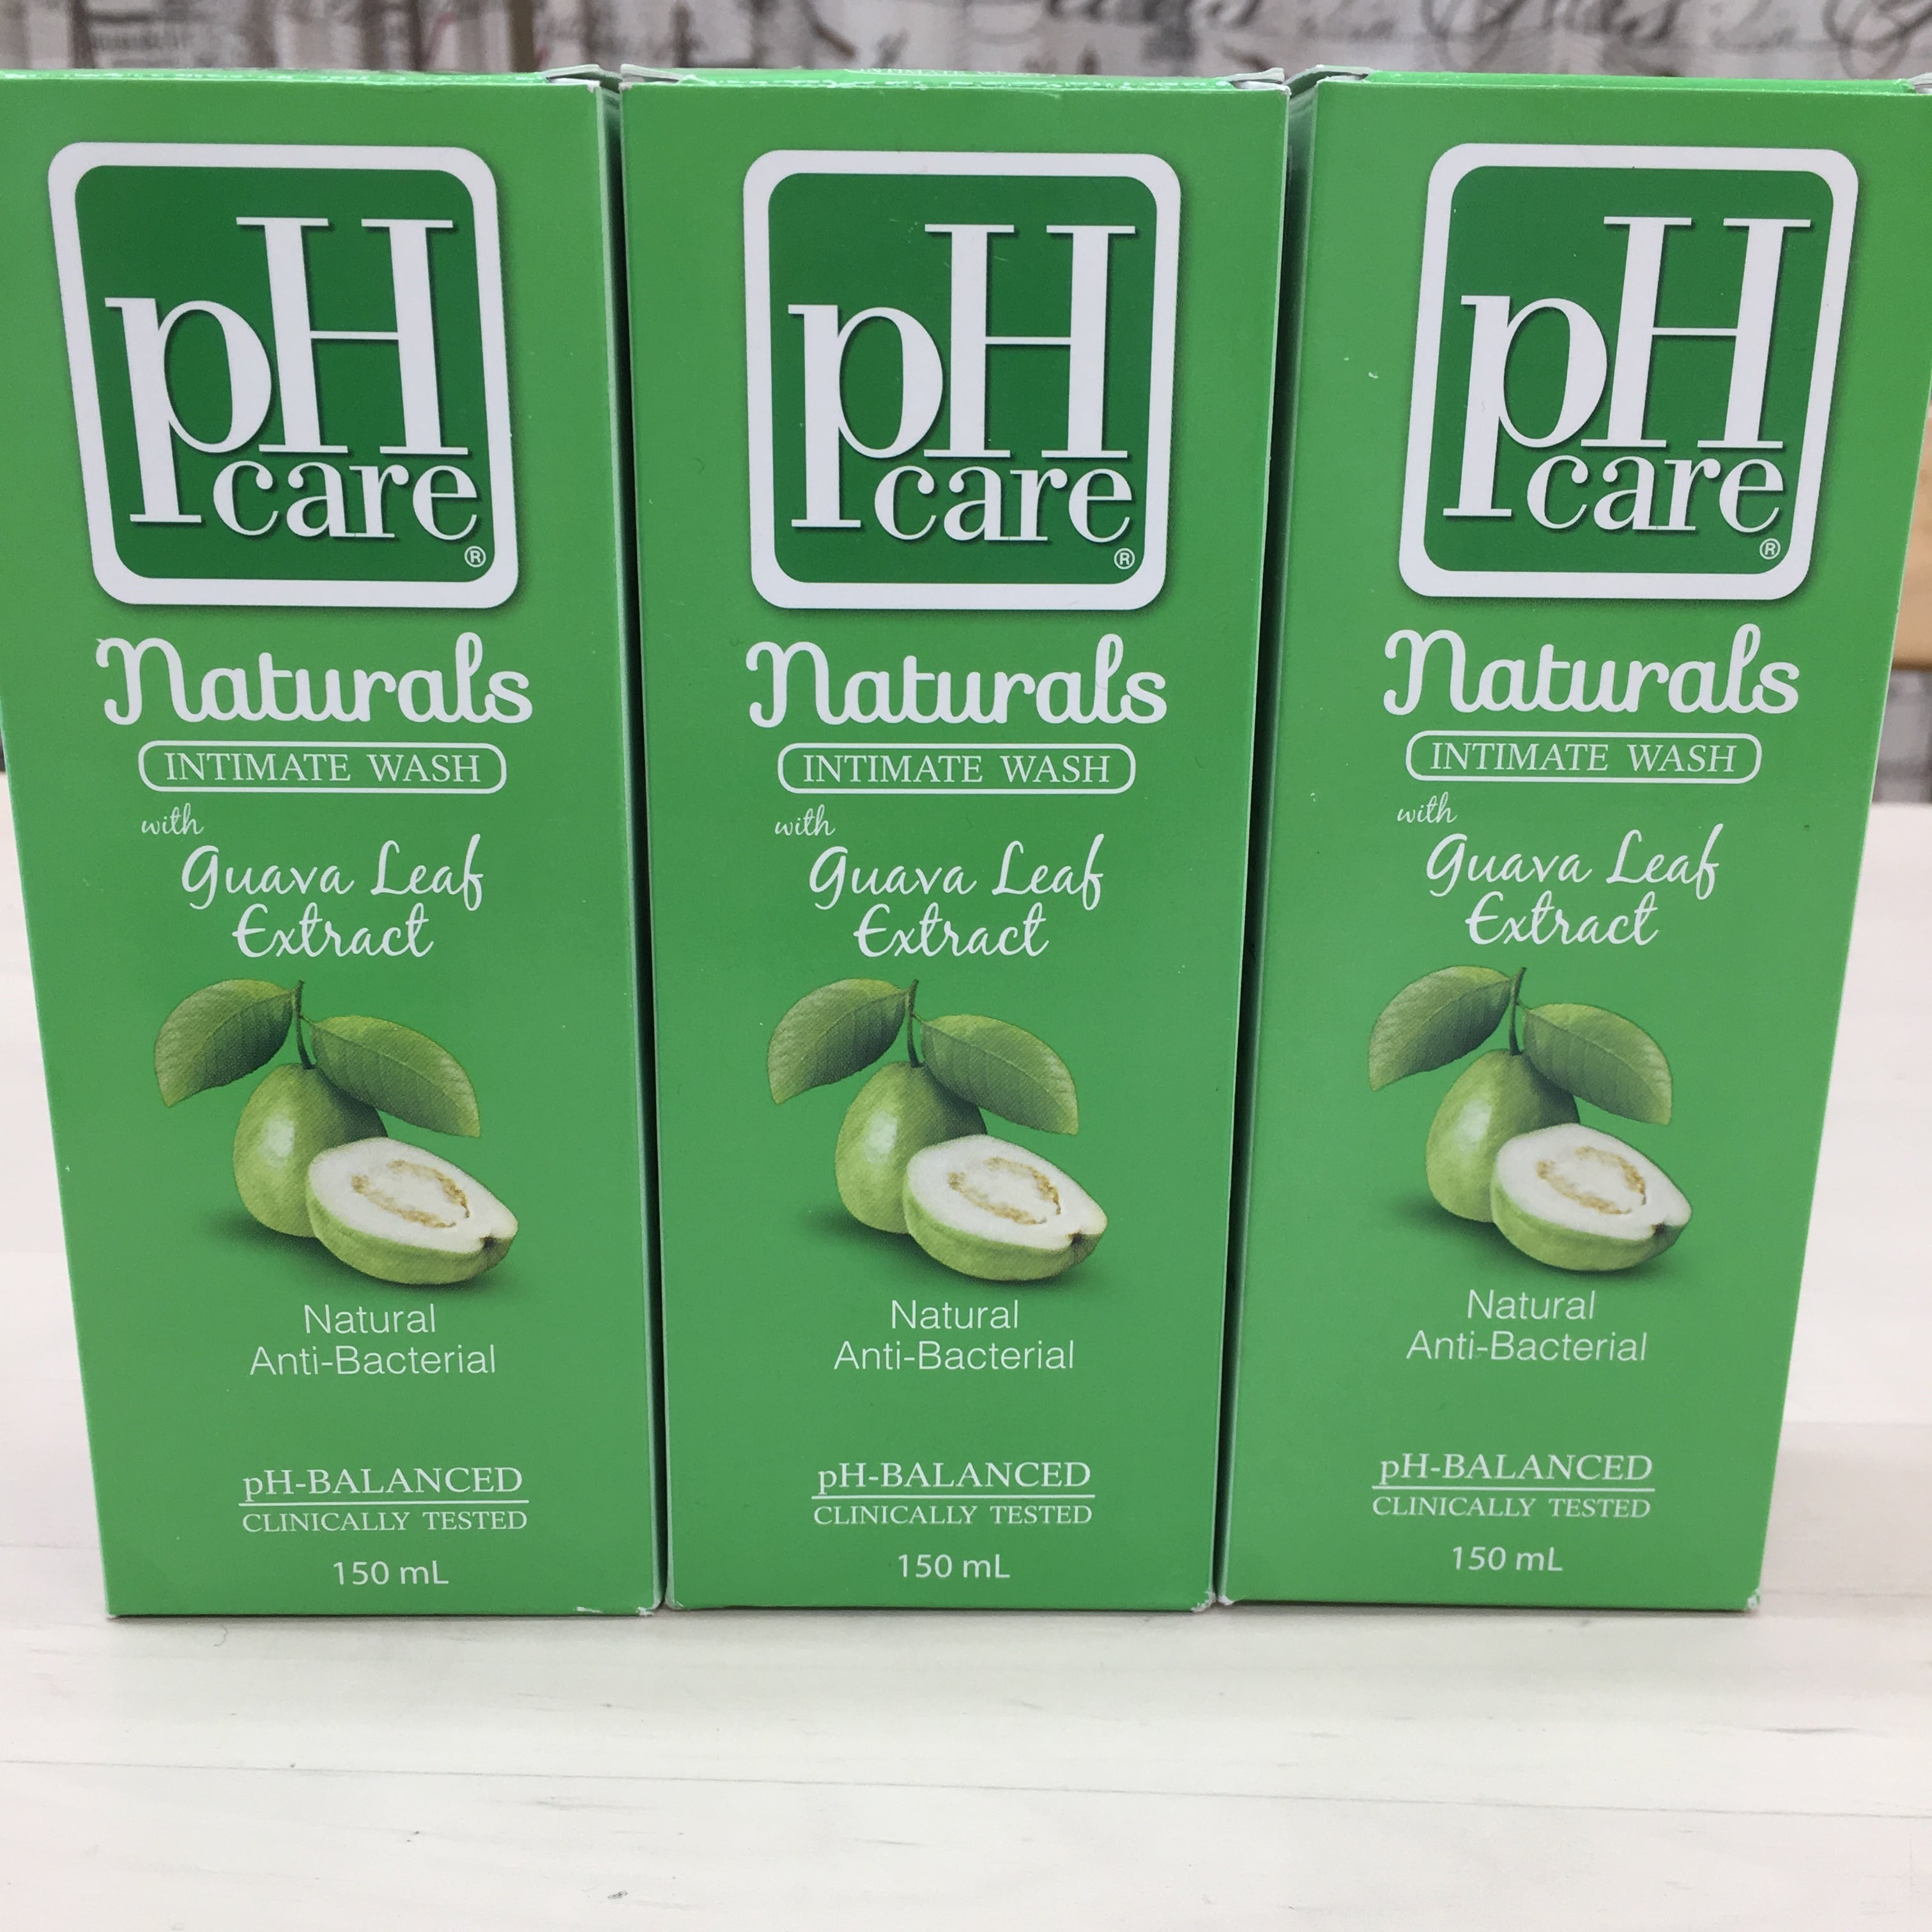 pH
care®
Naturals
INTIMATE WASH
with
Guava Leaf
Extract
Natural
Anti-Bacterial
pH-BALANCED
CLINICALLY TESTED
150 mL
pH
care®
Naturals
INTIMATE WASH
with
Guava Leaf
Extract
Natural
Anti-Bacterial
pH-BALANCED
CLINICALLY TESTED
150 mL
pH
care®
Naturals
INTIMATE WASH
with
Guava Leaf
Extract
Natural
Anti-Bacterial
pH-BALANCED
CLINICALLY TESTED
150 mL